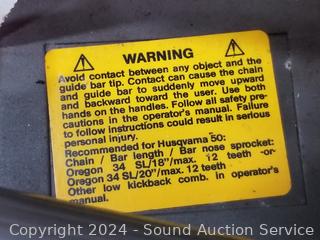 WARNING
Avoid contact between any object and the
guide bar tip. Contact can cause the chain
and guide bar to suddenly move upward
and backward toward the user. Use both
hands on the handles. Follow all safety pre-
cautions in the operator's manual. Failure
to follow instructions could result in serious
personal injury.
Recommended for Husqvarna 50:
Chain / Bar length / Bar nose sprocket:
Oregon 34 SL/18"/max. 12 teeth -or-
Oregon 34 SL/20"/max. 12 teeth
Other low kickback comb. in operator's
manual.
Copyright 2024 - Sound Auction Service